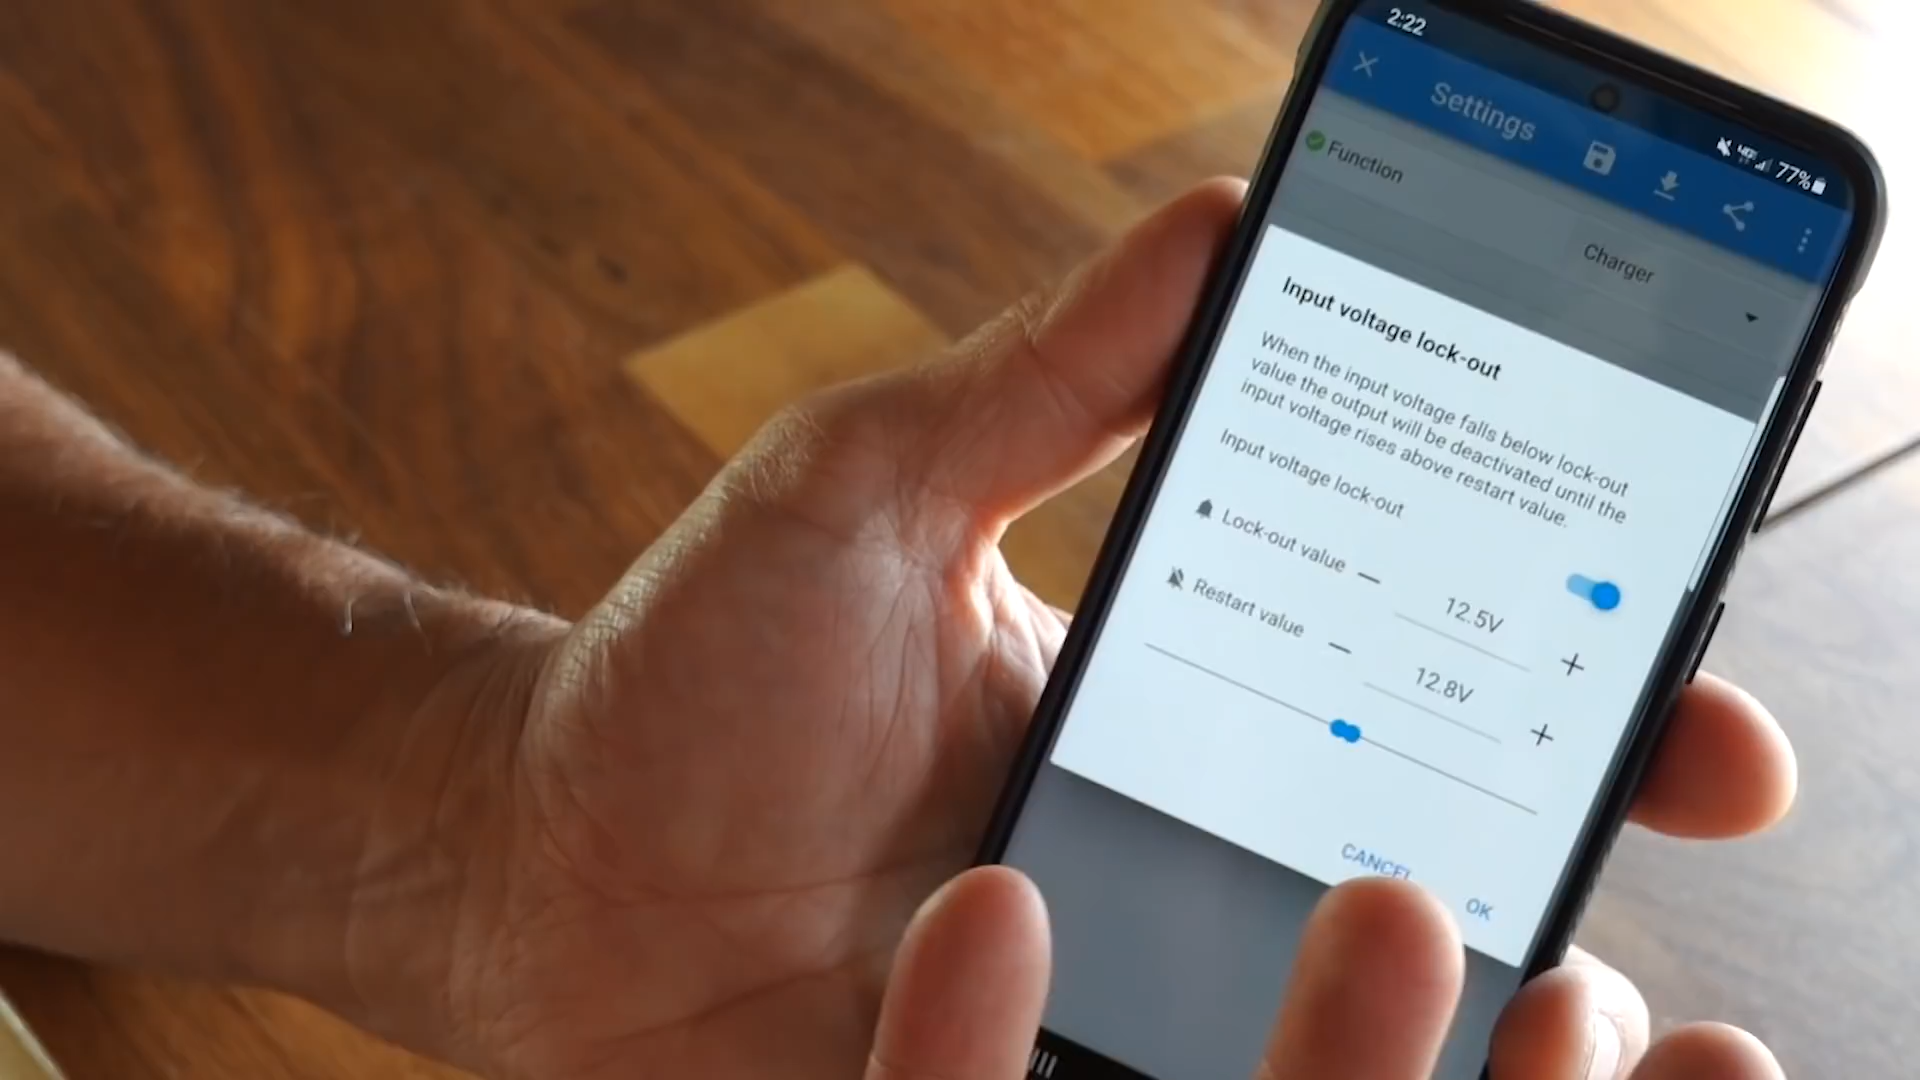 2:22
77%
Settings
Function
Charger
Input voltage lock-out
When the input voltage falls below lock-out
value the output will be deactivated until the
input voltage rises above restart value.
Input voltage lock-out
Lock-out value — 12.5V +
Restart value — 12.8V +
CANCEL
OK